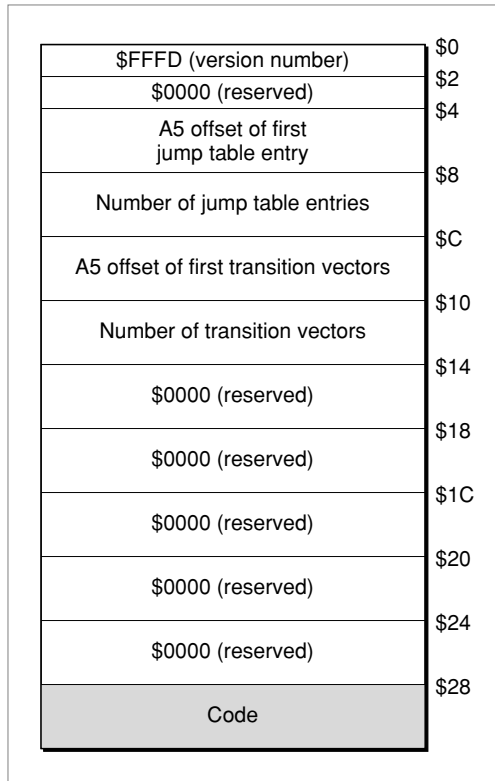 $0
$FFFD (version number)
$2
$0000 (reserved)
$4
A5 offset of first
jump table entry
$8
Number of jump table entries
$C
A5 offset of first transition vectors
$10
Number of transition vectors
$14
$0000 (reserved)
$18
$0000 (reserved)
$1C
$0000 (reserved)
$20
$0000 (reserved)
$24
$0000 (reserved)
$28
Code